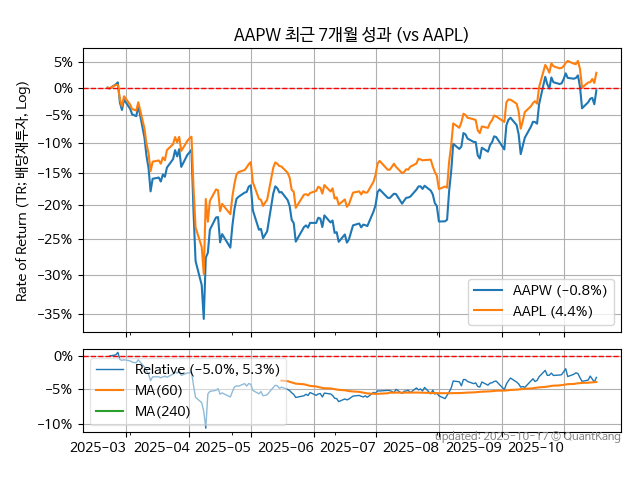 AAPW 최근 7개월 성과 (vs AAPL)
Rate of Return (TR: 배당재투자, Log)
5%
0%
−5%
−10%
−15%
−20%
−25%
−30%
−35%
AAPW (−0.8%)
AAPL (4.4%)
0%
−5%
−10%
Relative (−5.0%, 5.3%)
MA(60)
MA(240)
2025−03 2025−04 2025−05 2025−06 2025−07 2025−08 2025−09 2025−10
updated: 2025-10-17 © QuantKang